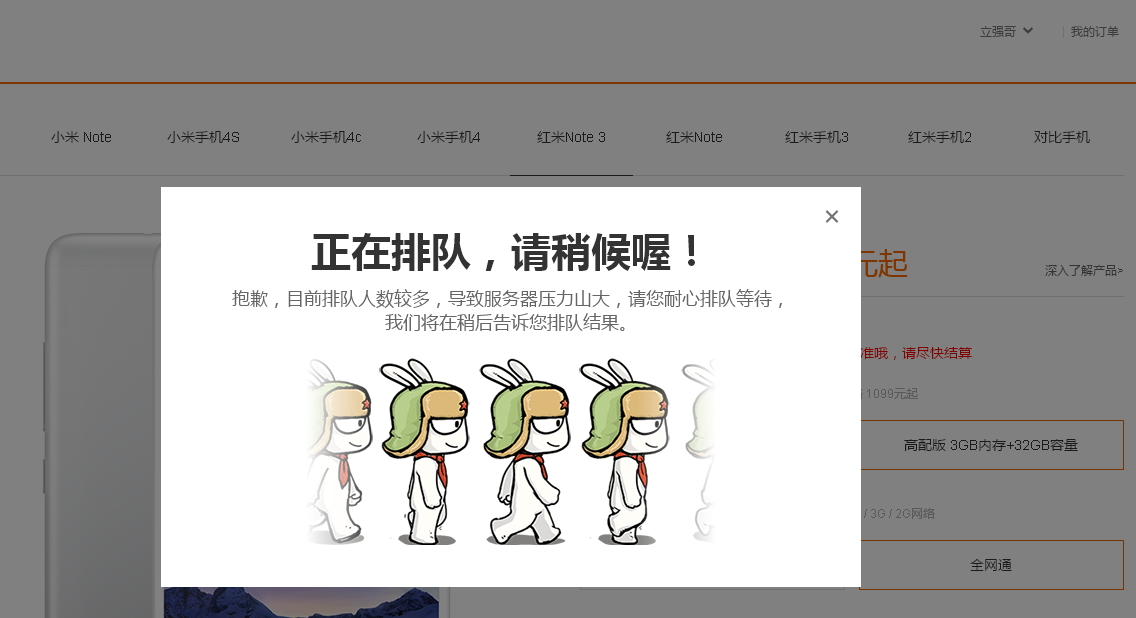 立强哥
我的订单
小米 Note
小米手机4S
小米手机4c
小米手机4
红米Note 3
红米Note
红米手机3
红米手机2
对比手机
正在排队，请稍候喔！
抱歉，目前排队人数较多，导致服务器压力山大，请您耐心排队等待，
我们将在稍后告诉您排队结果。
元起
深入了解产品>
准哦，请尽快结算
1099元起
高配版 3GB内存+32GB容量
/ 3G / 2G网络
全网通